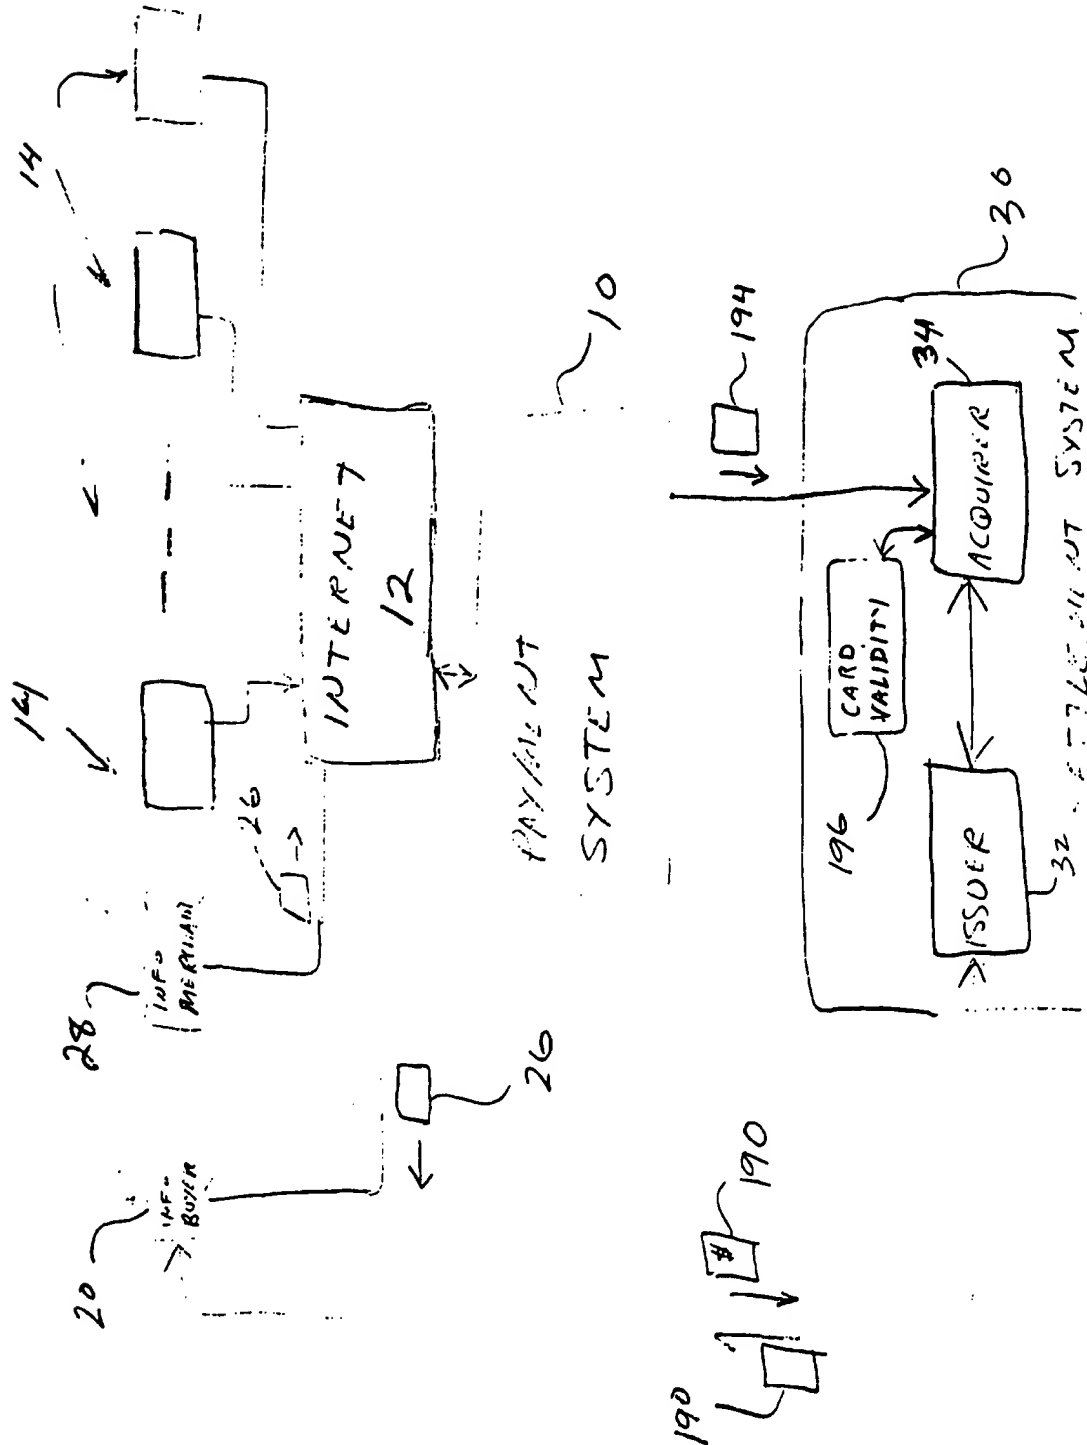 20
28
14
14
INFO
BUYER
INFO
MERCHANT
26
26
INTERNET
12
PAYMENT
SYSTEM
10
190
$
190
194
196
CARD
VALIDITY
34
30
ISSUER
ACQUIRER
32
SYSTEM